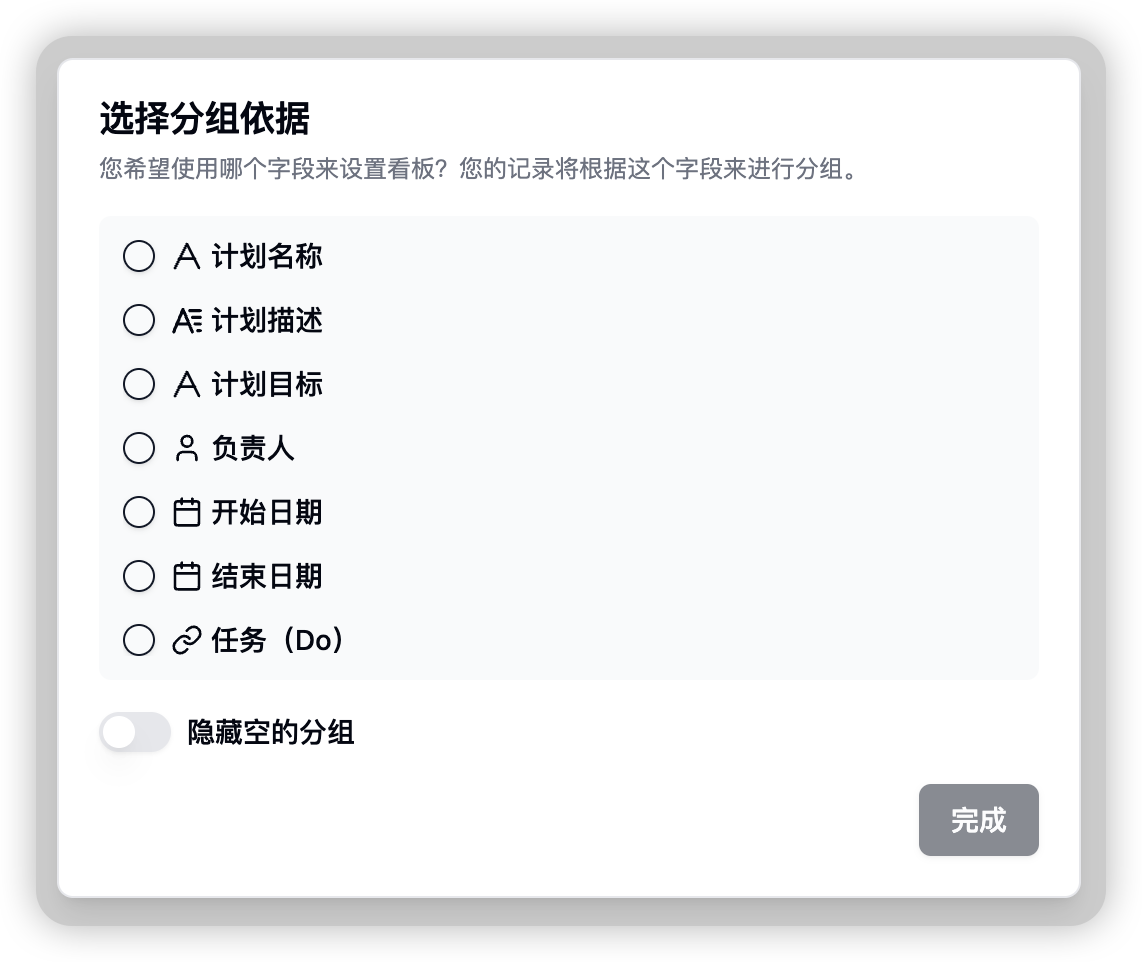 选择分组依据
您希望使用哪个字段来设置看板？您的记录将根据这个字段来进行分组。
计划名称
计划描述
计划目标
负责人
开始日期
结束日期
任务（Do）
隐藏空的分组
完成